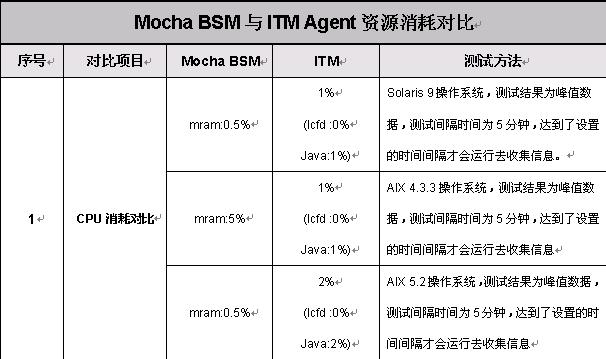 Mocha BSM 与 ITM Agent 资源消耗对比
序号 对比项目 Mocha BSM ITM 测试方法
1 CPU 消耗对比
mram:0.5%
1%
(lcfd :0%
Java:1%)
Solaris 9 操作系统，测试结果为峰值数
据，测试间隔时间为 5 分钟，达到了设置
的时间间隔才会运行去收集信息。
mram:5%
1%
(lcfd :0%
Java:1%)
AIX 4.3.3 操作系统，测试结果为峰值数
据，测试间隔时间为 5 分钟，达到了设置
的时间间隔才会运行去收集信息
mram:0.5%
2%
(lcfd :0%
Java:2%)
AIX 5.2 操作系统，测试结果为峰值数据，
测试间隔时间为 5 分钟，达到了设置的时
间间隔才会运行去收集信息